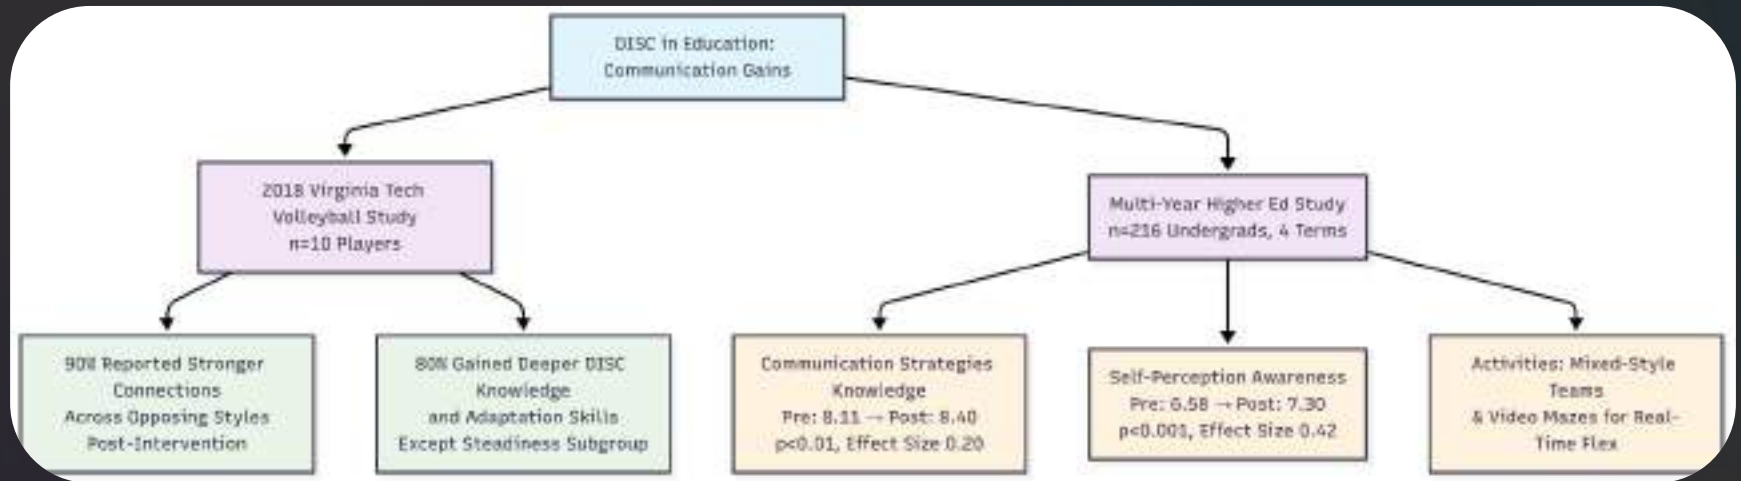 DISC in Education:
Communication Gains
2018 Virginia Tech
Volleyball Study
n=10 Players
Multi-Year Higher Ed Study
n=216 Undergrads, 4 Terms
90% Reported Stronger
Connections
Across Opposing Styles
Post-Intervention
80% Gained Deeper DISC
Knowledge
and Adaptation Skills
Except Steadiness Subgroup
Communication Strategies
Knowledge
Pre: 8.11 → Post: 8.40
p<0.01, Effect Size 0.20
Self-Perception Awareness
Pre: 6.58 → Post: 7.30
p<0.001, Effect Size 0.42
Activities: Mixed-Style
Teams
& Video Mazes for Real-
Time Flex